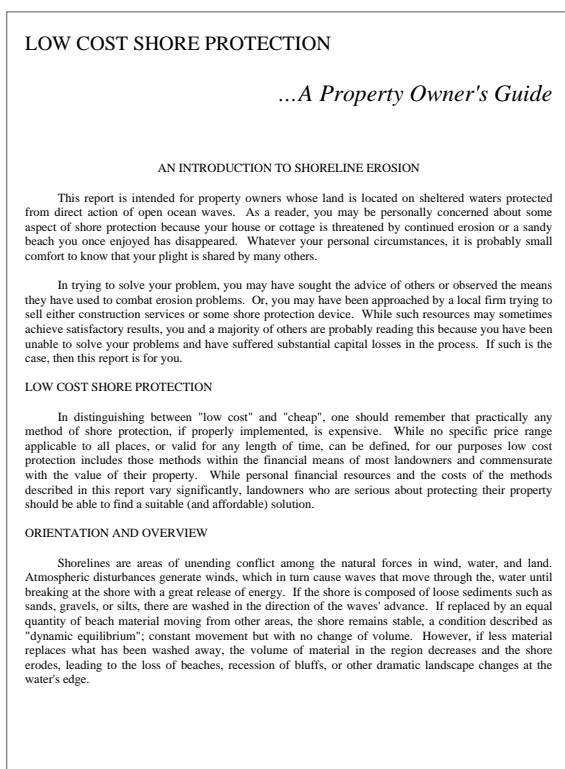 LOW COST SHORE PROTECTION
...A Property Owner's Guide
AN INTRODUCTION TO SHORELINE EROSION
This report is intended for property owners whose land is located on sheltered waters protected
from direct action of open ocean waves. As a reader, you may be personally concerned about some
aspect of shore protection because your house or cottage is threatened by continued erosion or a sandy
beach you once enjoyed has disappeared. Whatever your personal circumstances, it is probably small
comfort to know that your plight is shared by many others.
In trying to solve your problem, you may have sought the advice of others or observed the means
they have used to combat erosion problems. Or, you may have been approached by a local firm trying to
sell either construction services or some shore protection device. While such resources may sometimes
achieve satisfactory results, you and a majority of others are probably reading this because you have been
unable to solve your problems and have suffered substantial capital losses in the process. If such is the
case, then this report is for you.
LOW COST SHORE PROTECTION
In distinguishing between "low cost" and "cheap", one should remember that practically any
method of shore protection, if properly implemented, is expensive. While no specific price range
applicable to all places, or valid for any length of time, can be defined, for our purposes low cost
protection includes those methods within the financial means of most landowners and commensurate
with the value of their property. While personal financial resources and the costs of the methods
described in this report vary significantly, landowners who are serious about protecting their property
should be able to find a suitable (and affordable) solution.
ORIENTATION AND OVERVIEW
Shorelines are areas of unending conflict among the natural forces in wind, water, and land.
Atmospheric disturbances generate winds, which in turn cause waves that move through the, water until
breaking at the shore with a great release of energy. If the shore is composed of loose sediments such as
sands, gravels, or silts, there are washed in the direction of the waves' advance. If replaced by an equal
quantity of beach material moving from other areas, the shore remains stable, a condition described as
"dynamic equilibrium"; constant movement but with no change of volume. However, if less material
replaces what has been washed away, the volume of material in the region decreases and the shore
erodes, leading to the loss of beaches, recession of bluffs, or other dramatic landscape changes at the
water's edge.